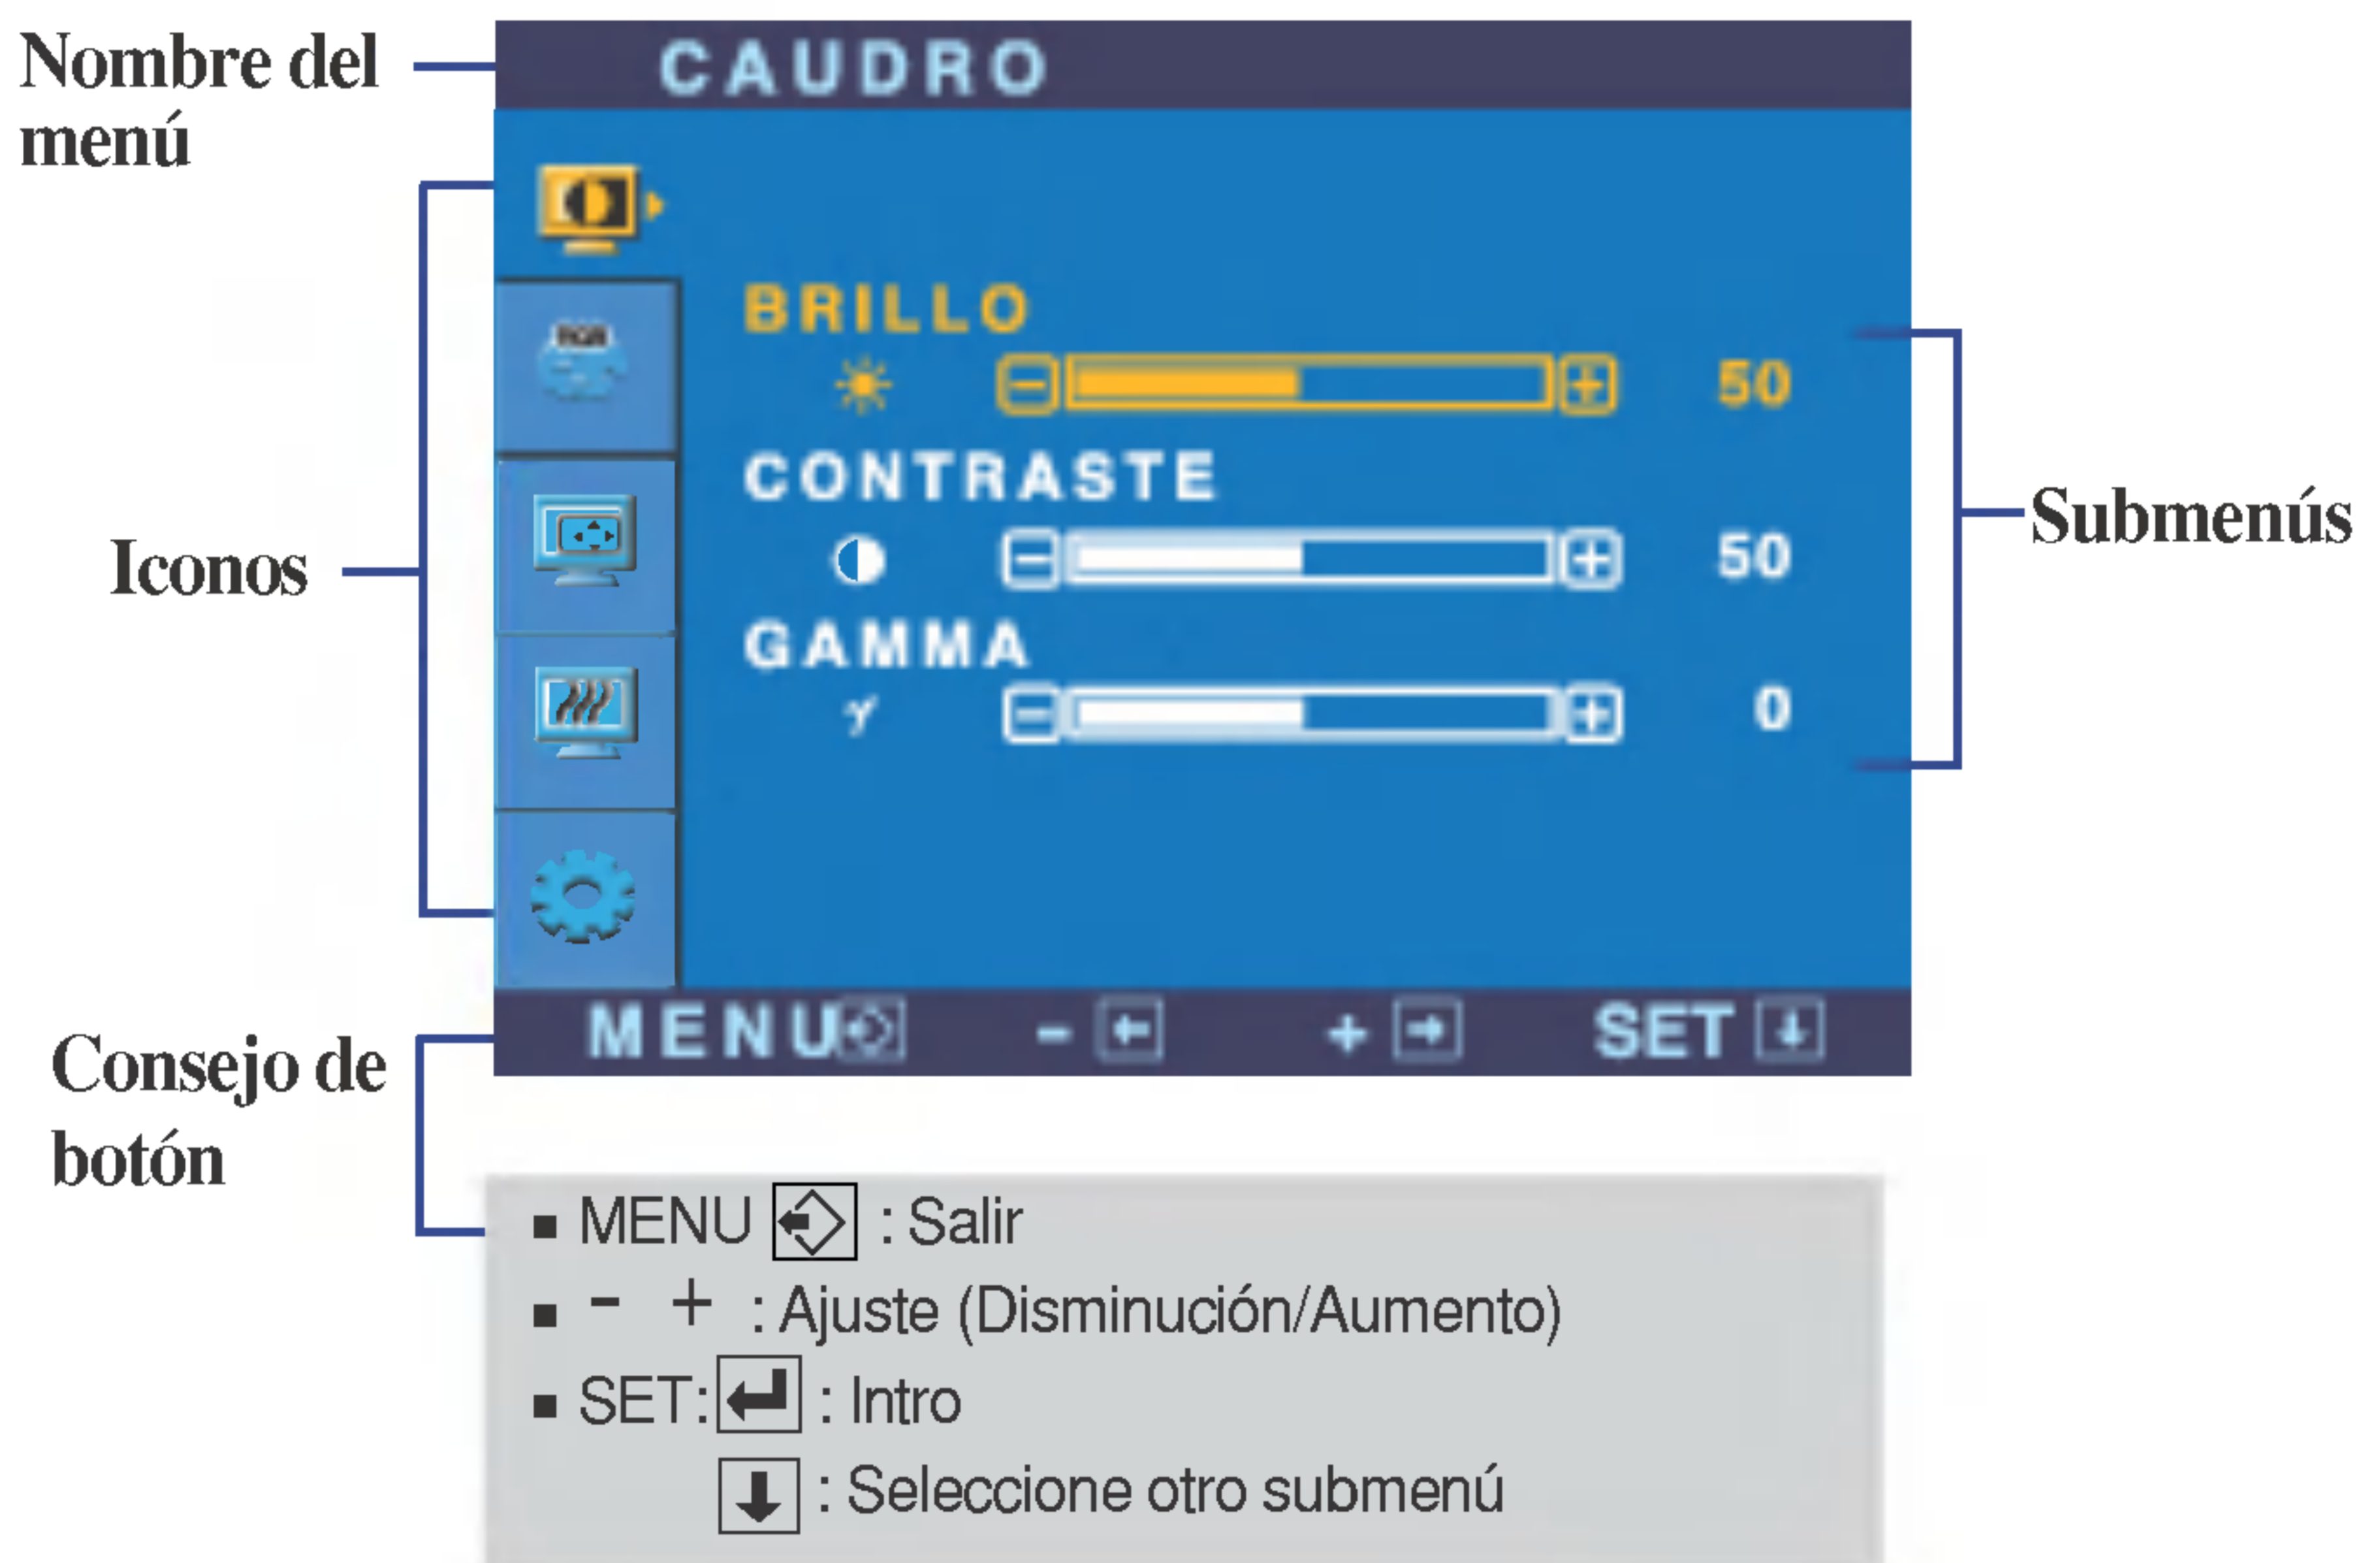 Nombre del
menú
CAUDRO
RGB
BRILLO
50
CONTRASTE
50
GAMMA
γ 0
Iconos
Submenús
MENU - + SET
Consejo de
botón
■ MENU : Salir
■ - + : Ajuste (Disminución/Aumento)
■ SET: : Intro
: Seleccione otro submenú